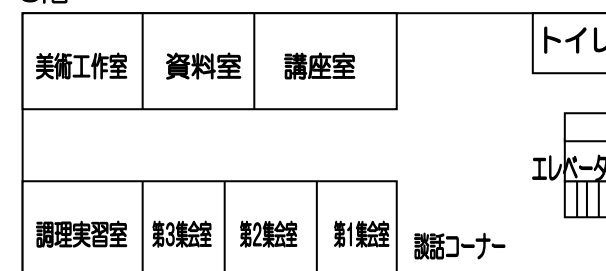 美術工作室 資料室 講座室 トイレ
エレベータ
調理実習室 第3集会室 第2集会室 第1集会室 談話コーナー